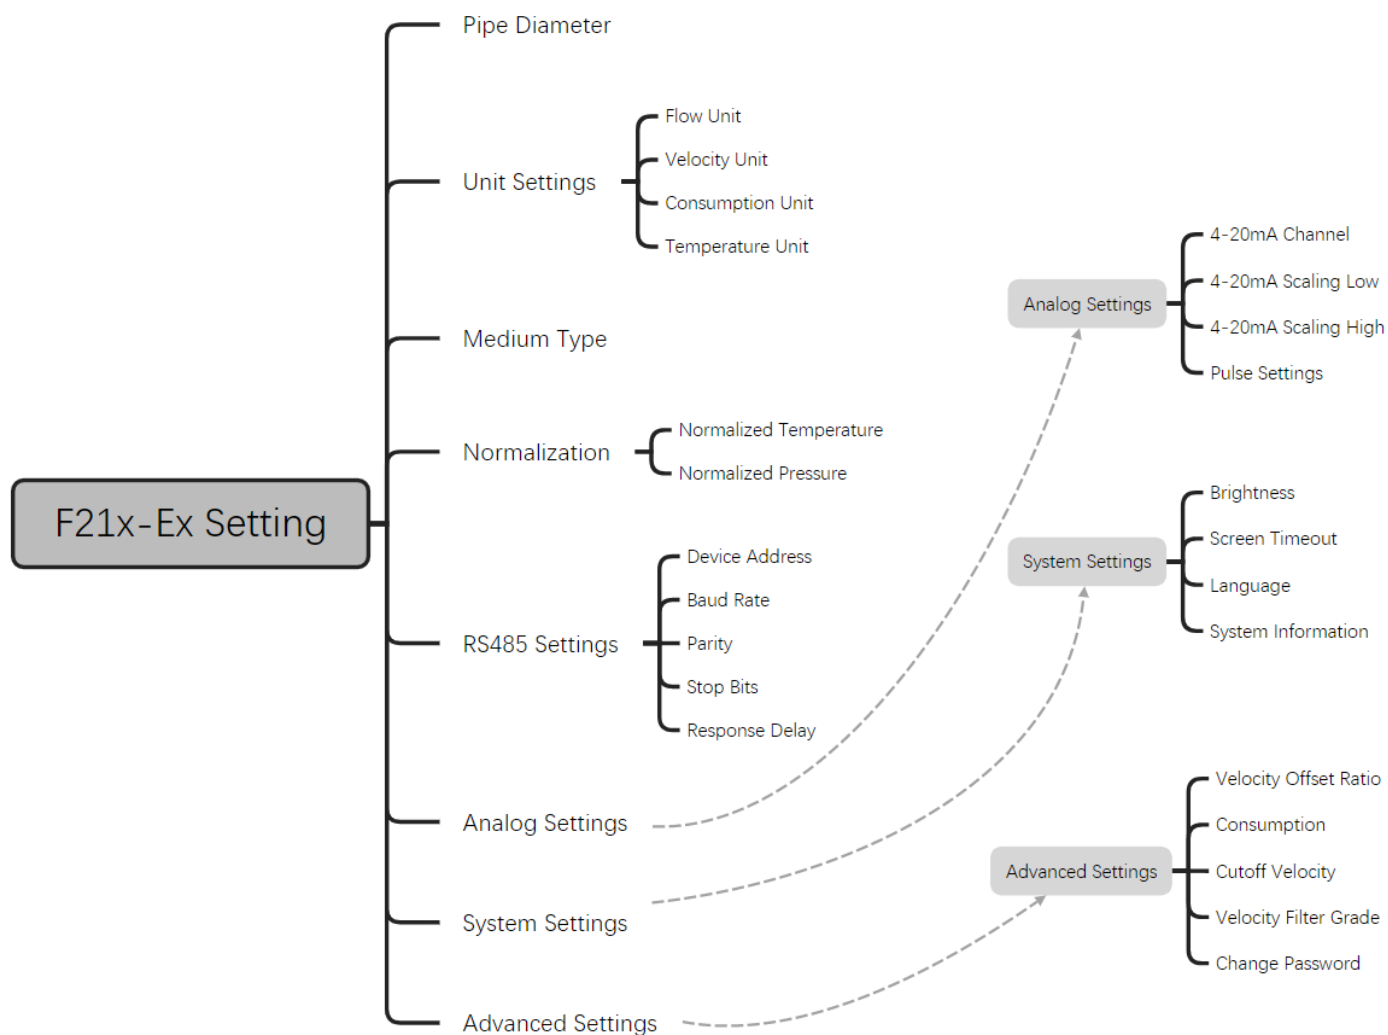 F21x-Ex Setting
Pipe Diameter
Unit Settings
Flow Unit
Velocity Unit
Consumption Unit
Temperature Unit
Medium Type
Normalization
Normalized Temperature
Normalized Pressure
RS485 Settings
Device Address
Baud Rate
Parity
Stop Bits
Response Delay
Analog Settings
System Settings
Advanced Settings
Analog Settings
4-20mA Channel
4-20mA Scaling Low
4-20mA Scaling High
Pulse Settings
System Settings
Brightness
Screen Timeout
Language
System Information
Advanced Settings
Velocity Offset Ratio
Consumption
Cutoff Velocity
Velocity Filter Grade
Change Password